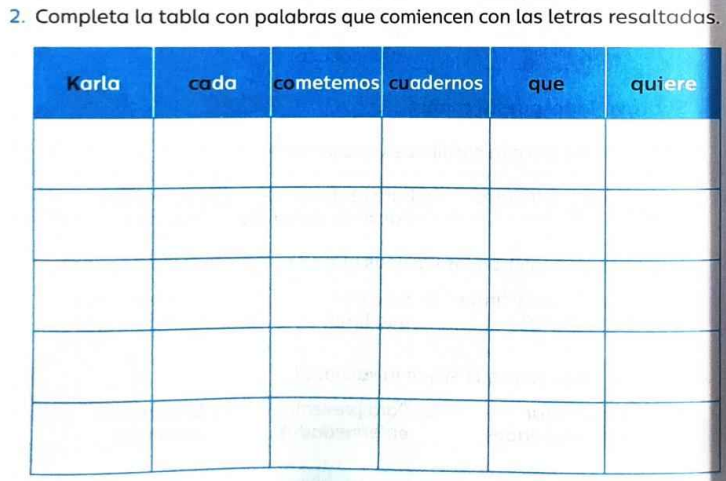 2. Completa la tabla con palabras que comiencen con las letras resaltadas.
Karla cada cometemos cuadernos que quiere